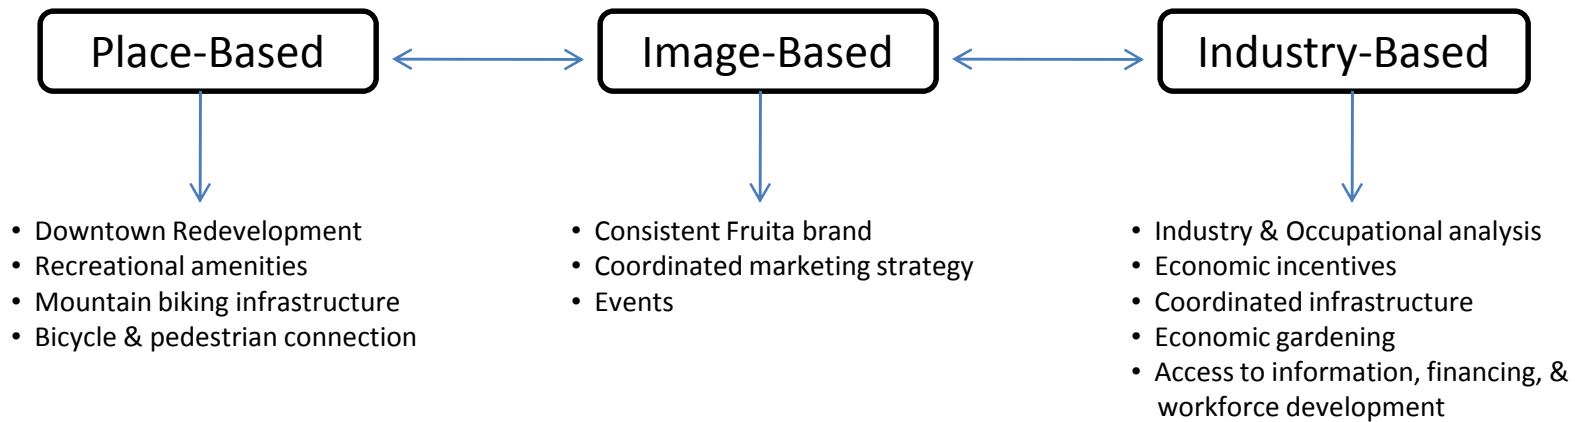 Place-Based
Image-Based
Industry-Based
• Downtown Redevelopment
• Recreational amenities
• Mountain biking infrastructure
• Bicycle & pedestrian connection
• Consistent Fruita brand
• Coordinated marketing strategy
• Events
• Industry & Occupational analysis
• Economic incentives
• Coordinated infrastructure
• Economic gardening
• Access to information, financing, &
workforce development